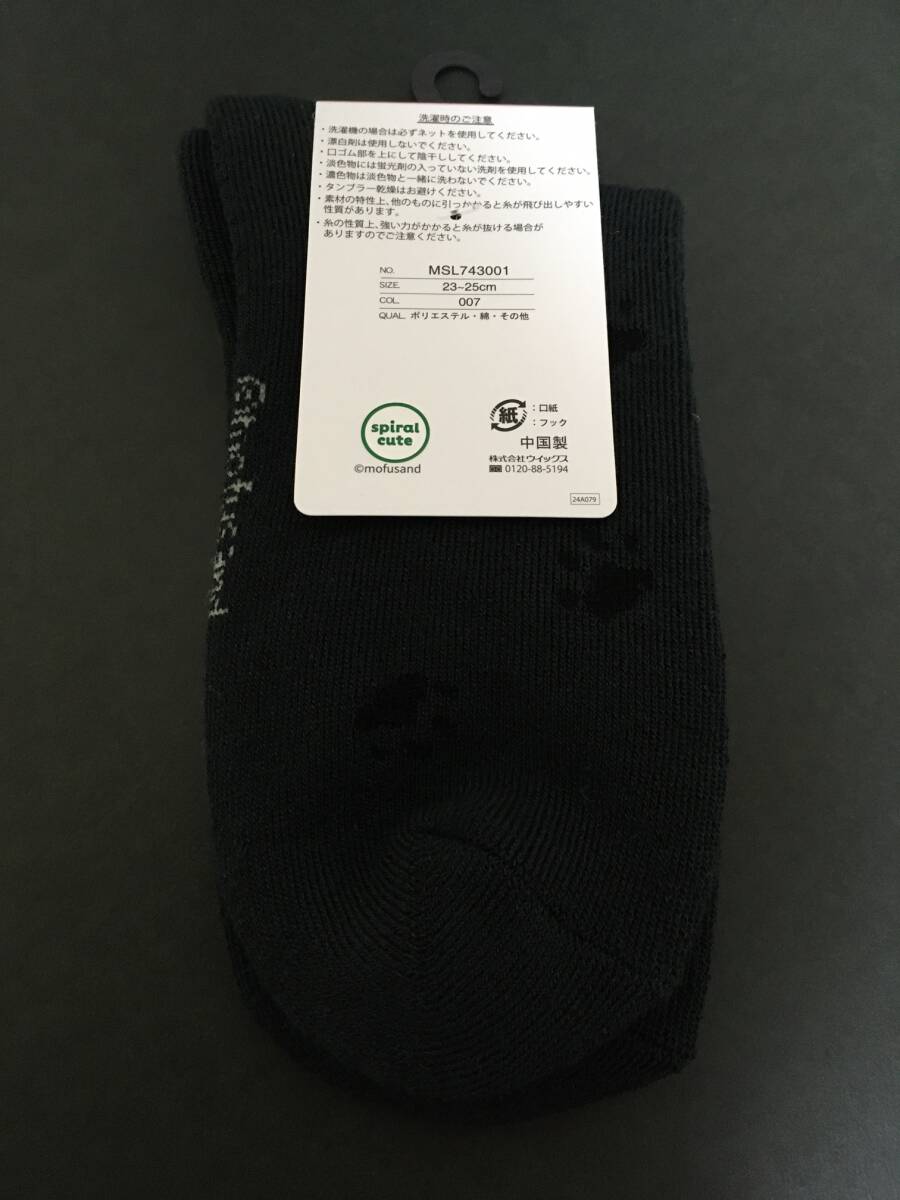 洗濯時のご注意
・洗濯機の場合は必ずネットを使用してください。
・漂白剤は使用しないでください。
・口ゴム部を上にして陰干ししてください。
・淡色物には蛍光剤の入っていない洗剤を使用してください。
・濃色物は淡色物と一緒に洗わないでください。
・タンブラー乾燥はお避けください。
・素材の特性上、他のものに引っかかると糸が飛び出しやすい
性質があります。
・糸の性質上、強い力がかかると糸が抜ける場合が
ありますのでご注意ください。
NO. MSL743001
SIZE. 23~25cm
COL. 007
QUAL. ポリエステル・綿・その他
spiral
cute
©mofusand
紙 :口紙
:フック
中国製
株式会社ウイックス
0120-88-5194
24A079
mofusand